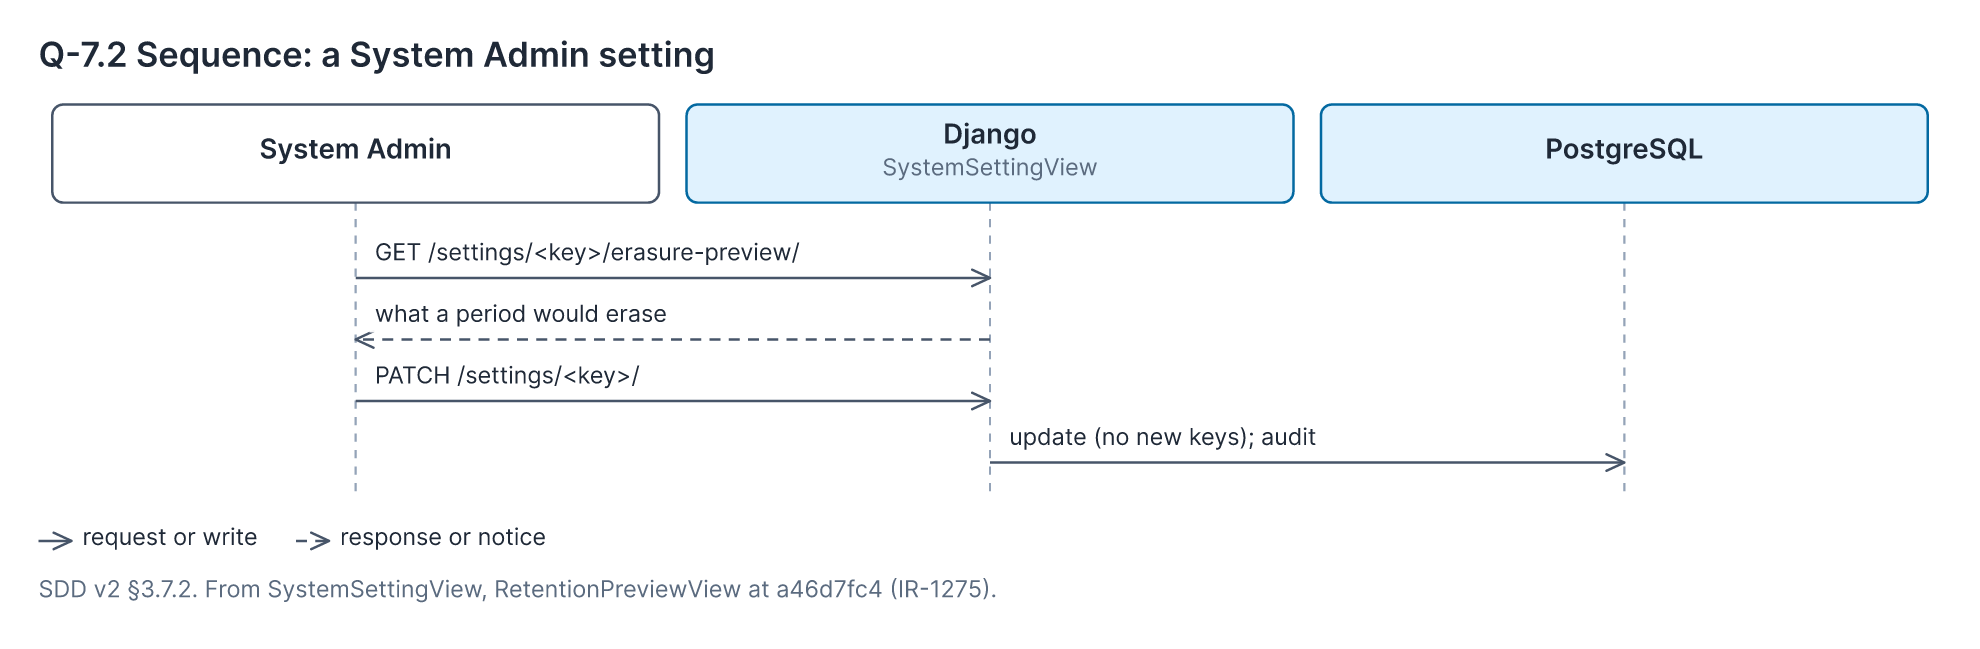 Q-7.2 Sequence: a System Admin setting
System Admin
Django
SystemSettingView
PostgreSQL
GET /settings/<key>/erasure-preview/
what a period would erase
PATCH /settings/<key>/
update (no new keys); audit
request or write
response or notice
SDD v2 §3.7.2. From SystemSettingView, RetentionPreviewView at a46d7fc4 (IR-1275).